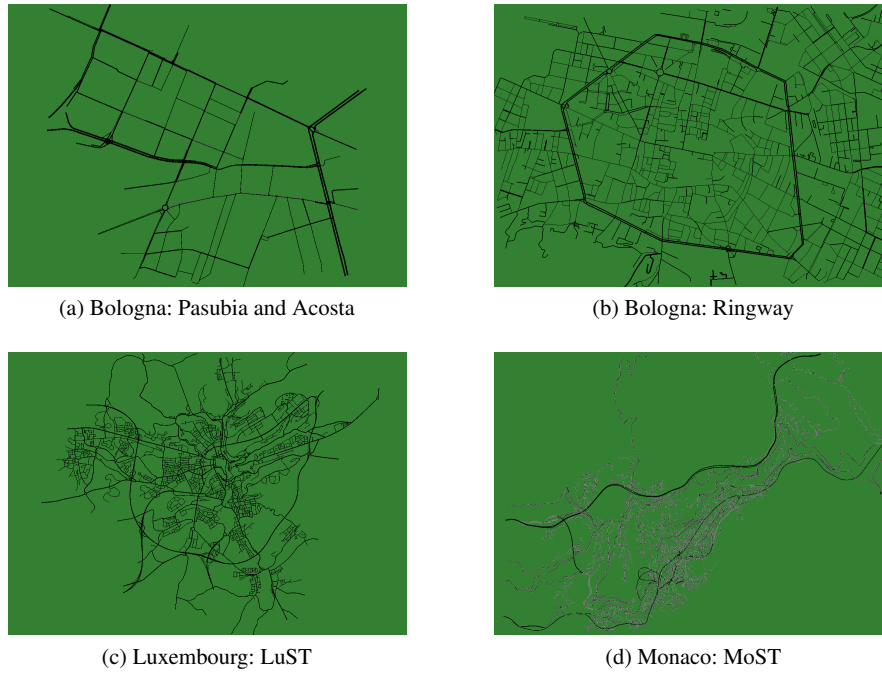 (a) Bologna: Pasubia and Acosta
(b) Bologna: Ringway
(c) Luxembourg: LuST
(d) Monaco: MoST